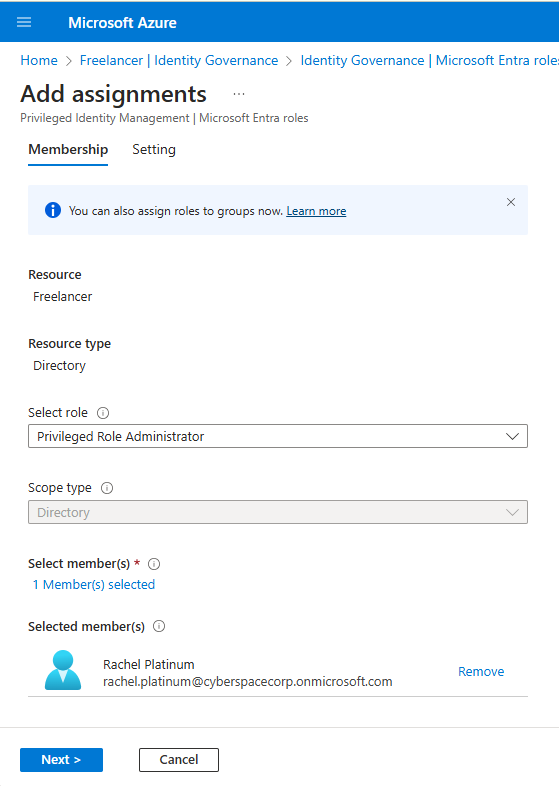 Microsoft Azure
Home > Freelancer | Identity Governance > Identity Governance | Microsoft Entra roles
Add assignments ...
Privileged Identity Management | Microsoft Entra roles
Membership Setting
You can also assign roles to groups now. Learn more
Resource
Freelancer
Resource type
Directory
Select role
Privileged Role Administrator
Scope type
Directory
Select member(s) *
1 Member(s) selected
Selected member(s)
Rachel Platinum
rachel.platinum@cyberspacecorp.onmicrosoft.com
Remove
Next > Cancel